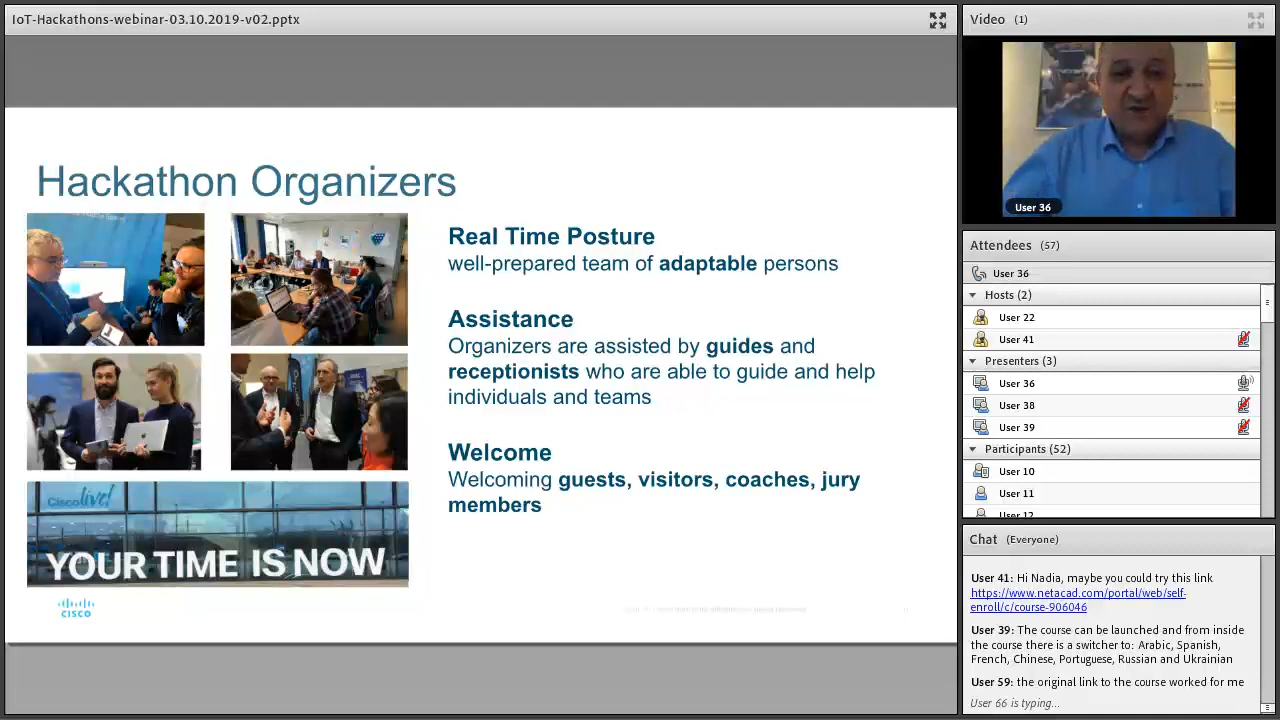 IoT-Hackathons-webinar-03.10.2019-v02.pptx
Hackathon Organizers
Real Time Posture
well-prepared team of adaptable persons
Assistance
Organizers are assisted by guides and
receptionists who are able to guide and help
individuals and teams
Welcome
Welcoming guests, visitors, coaches, jury
members
Cisco live!
YOUR TIME IS NOW
CISCO
Video (1)
User 36
Attendees (57)
User 36
Hosts (2)
User 22
User 41
Presenters (3)
User 36
User 38
User 39
Participants (52)
User 10
User 11
User 12
Chat (Everyone)
User 41: Hi Nadia, maybe you could try this link
https://www.netacad.com/portal/web/self-
enroll/c/course-906046
User 39: The course can be launched and from inside
the course there is a switcher to: Arabic, Spanish,
French, Chinese, Portuguese, Russian and Ukrainian
User 59: the original link to the course worked for me
User 66 is typing...